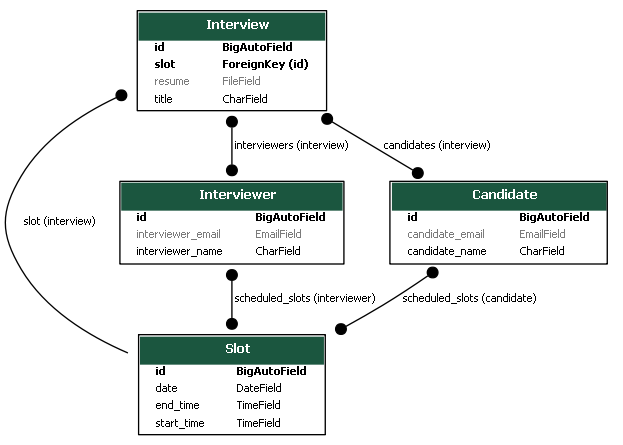 Interview
id BigAutoField
slot ForeignKey (id)
resume FileField
title CharField
interviewers (interview)
candidates (interview)
Interviewer
id BigAutoField
interviewer_email EmailField
interviewer_name CharField
Candidate
id BigAutoField
candidate_email EmailField
candidate_name CharField
slot (interview)
scheduled_slots (interviewer)
scheduled_slots (candidate)
Slot
id BigAutoField
date DateField
end_time TimeField
start_time TimeField